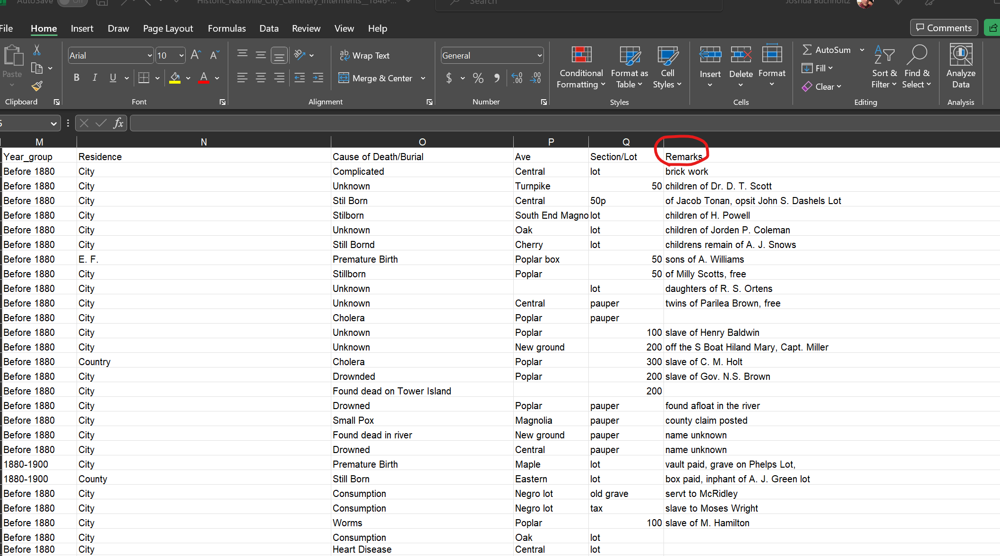 AutoSave Off Historic_Nashville_City_Cemetery_Interments__1846-... Search Joshua Buchholtz
File Home Insert Draw Page Layout Formulas Data Review View Help Comments
Paste
Clipboard
Arial 10
B I U
Font
Wrap Text
Merge & Center
Alignment
General
$ % 9
Number
Conditional Formatting
Format as Table
Cell Styles
Styles
Insert
Delete
Format
Cells
AutoSum
Fill
Clear
Sort & Filter
Find & Select
Editing
Analyze Data
Analysis
5 fx
M N O P Q
Year_group Residence Cause of Death/Burial Ave Section/Lot Remarks
Before 1880 City Complicated Central lot brick work
Before 1880 City Unknown Turnpike 50 children of Dr. D. T. Scott
Before 1880 City Stil Born Central 50p of Jacob Tonan, opsit John S. Dashels Lot
Before 1880 City Stilborn South End Magno lot children of H. Powell
Before 1880 City Unknown Oak lot children of Jorden P. Coleman
Before 1880 City Still Bornd Cherry lot childrens remain of A. J. Snows
Before 1880 E. F. Premature Birth Poplar box 50 sons of A. Williams
Before 1880 City Stillborn Poplar 50 of Milly Scotts, free
Before 1880 City Unknown lot daughters of R. S. Ortens
Before 1880 City Unknown Central pauper twins of Parilea Brown, free
Before 1880 City Cholera Poplar pauper
Before 1880 City Unknown Poplar 100 slave of Henry Baldwin
Before 1880 City Unknown New ground 200 off the S Boat Hiland Mary, Capt. Miller
Before 1880 Country Cholera Poplar 300 slave of C. M. Holt
Before 1880 City Drownded Poplar 200 slave of Gov. N.S. Brown
Before 1880 City Found dead on Tower Island 200
Before 1880 City Drowned Poplar pauper found afloat in the river
Before 1880 City Small Pox Magnolia pauper county claim posted
Before 1880 City Found dead in river New ground pauper name unknown
Before 1880 City Drowned Central pauper name unknown
1880-1900 City Premature Birth Maple lot vault paid, grave on Phelps Lot,
1880-1900 County Still Born Eastern lot box paid, inphant of A. J. Green lot
Before 1880 City Consumption Negro lot old grave servt to McRidley
Before 1880 City Consumption Negro lot tax slave to Moses Wright
Before 1880 City Worms Poplar 100 slave of M. Hamilton
Before 1880 City Consumption Oak lot
Before 1880 City Heart Disease Central lot